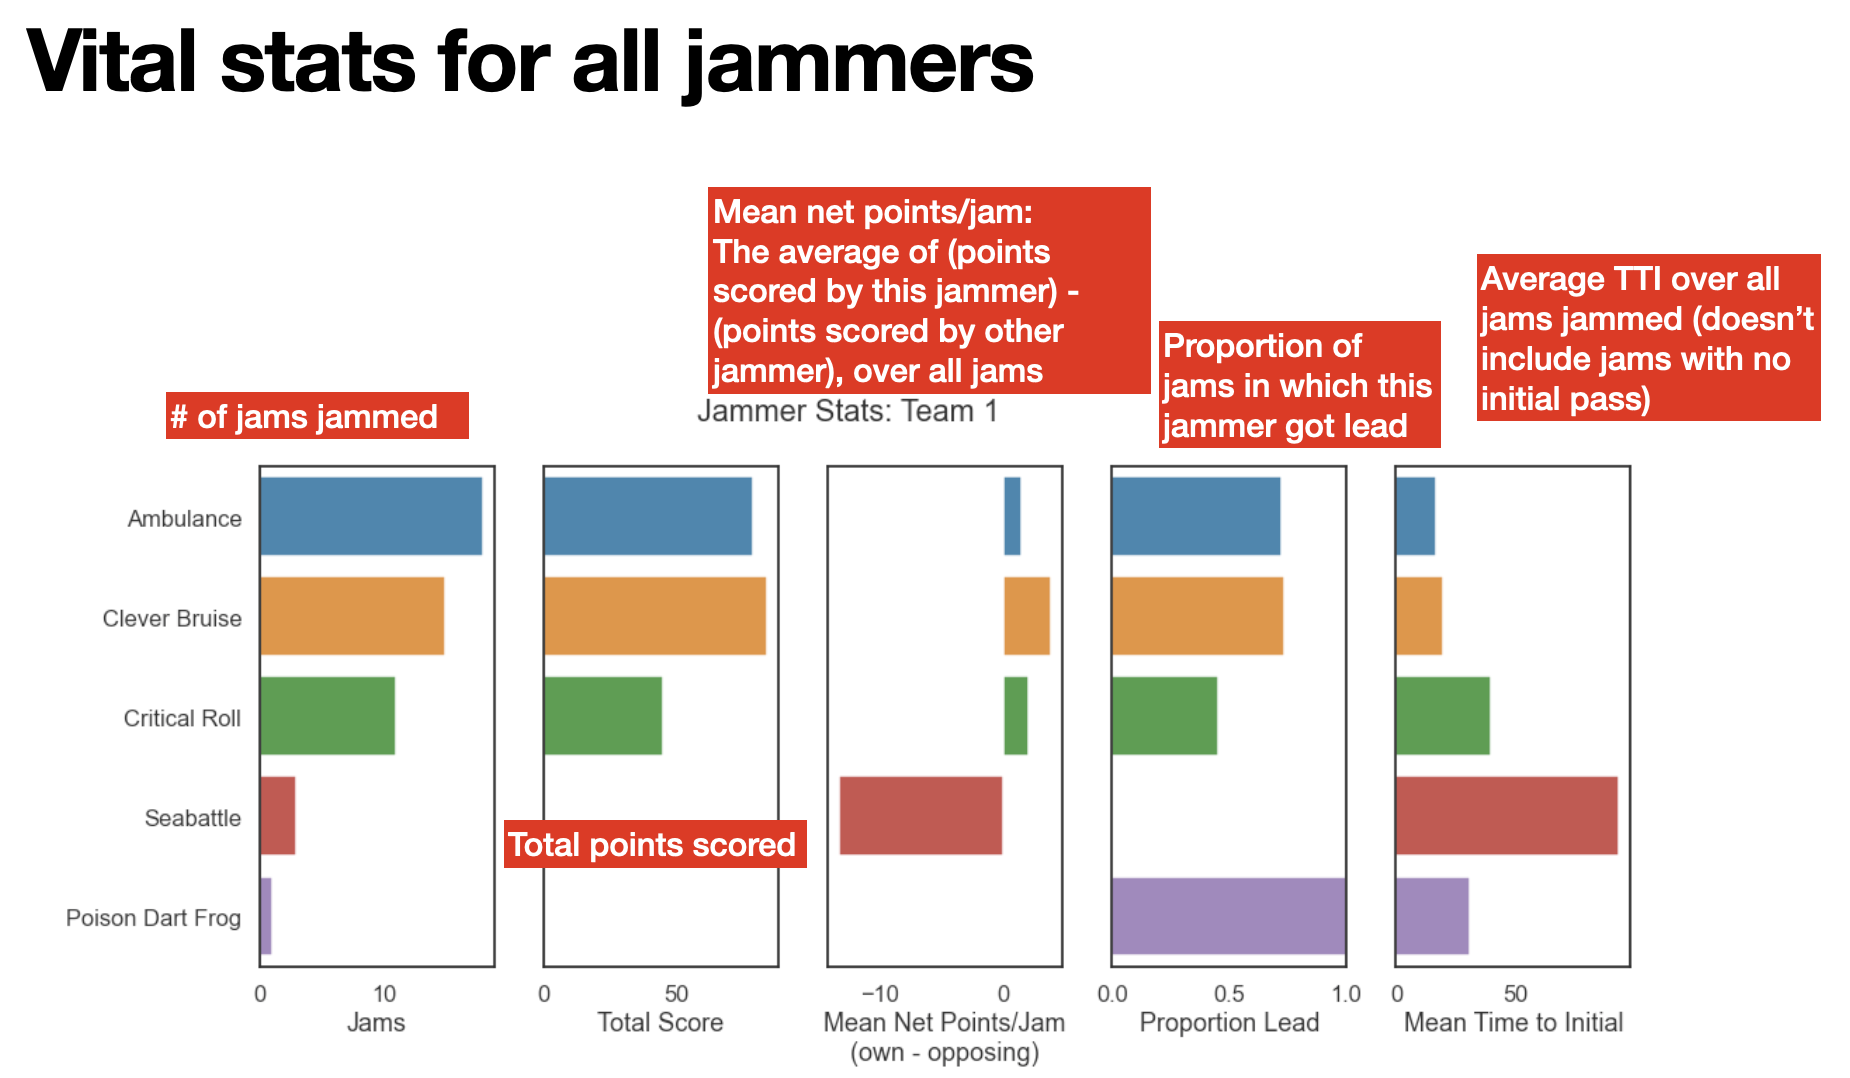 Vital stats for all jammers
Mean net points/jam:
The average of (points
scored by this jammer) -
(points scored by other
jammer), over all jams
Average TTI over all
jams jammed (doesn’t
include jams with no
initial pass)
Proportion of
jams in which this
jammer got lead
# of jams jammed
Jammer Stats: Team 1
Ambulance
Clever Bruise
Critical Roll
Seabattle
Total points scored
Poison Dart Frog
0 10
Jams
0 50
Total Score
−10 0
Mean Net Points/Jam
(own - opposing)
0.0 0.5 1.0
Proportion Lead
0 50
Mean Time to Initial